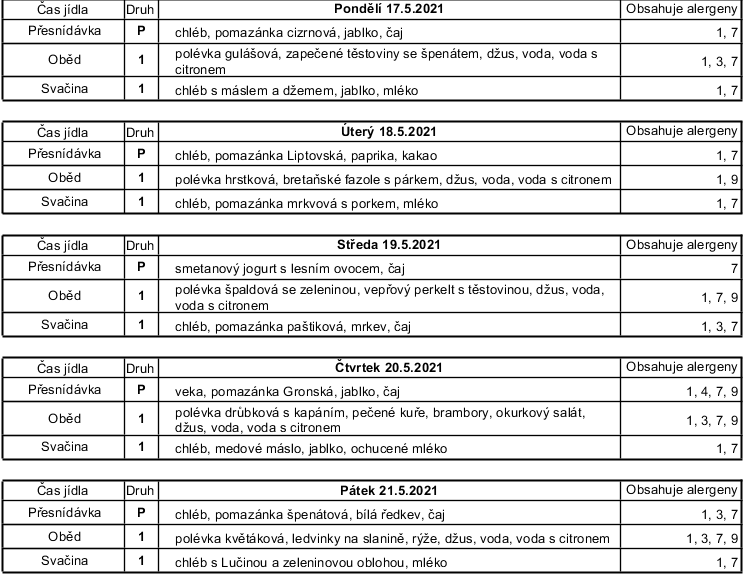 Čas jídla Druh Pondělí 17.5.2021 Obsahuje alergeny
Přesnídávka P chléb, pomazánka cizrnová, jablko, čaj 1, 7
Oběd 1 polévka gulášová, zapečené těstoviny se špenátem, džus, voda, voda s
citronem 1, 3, 7
Svačina 1 chléb s máslem a džemem, jablko, mléko 1, 7
Čas jídla Druh Úterý 18.5.2021 Obsahuje alergeny
Přesnídávka P chléb, pomazánka Liptovská, paprika, kakao 1, 7
Oběd 1 polévka hrstková, bretaňské fazole s párkem, džus, voda, voda s citronem 1, 9
Svačina 1 chléb, pomazánka mrkvová s porkem, mléko 1, 7
Čas jídla Druh Středa 19.5.2021 Obsahuje alergeny
Přesnídávka P smetanový jogurt s lesním ovocem, čaj 7
Oběd 1 polévka špaldová se zeleninou, vepřový perkelt s těstovinou, džus, voda,
voda s citronem 1, 7, 9
Svačina 1 chléb, pomazánka paštiková, mrkev, čaj 1, 3, 7
Čas jídla Druh Čtvrtek 20.5.2021 Obsahuje alergeny
Přesnídávka P veka, pomazánka Gronská, jablko, čaj 1, 4, 7, 9
Oběd 1 polévka drůbková s kapáním, pečené kuře, brambory, okurkový salát,
džus, voda, voda s citronem 1, 3, 7, 9
Svačina 1 chléb, medové máslo, jablko, ochucené mléko 1, 7
Čas jídla Druh Pátek 21.5.2021 Obsahuje alergeny
Přesnídávka P chléb, pomazánka špenátová, bílá ředkev, čaj 1, 3, 7
Oběd 1 polévka květáková, ledvinky na slanině, rýže, džus, voda, voda s citronem 1, 3, 7, 9
Svačina 1 chléb s Lučinou a zeleninovou oblohou, mléko 1, 7